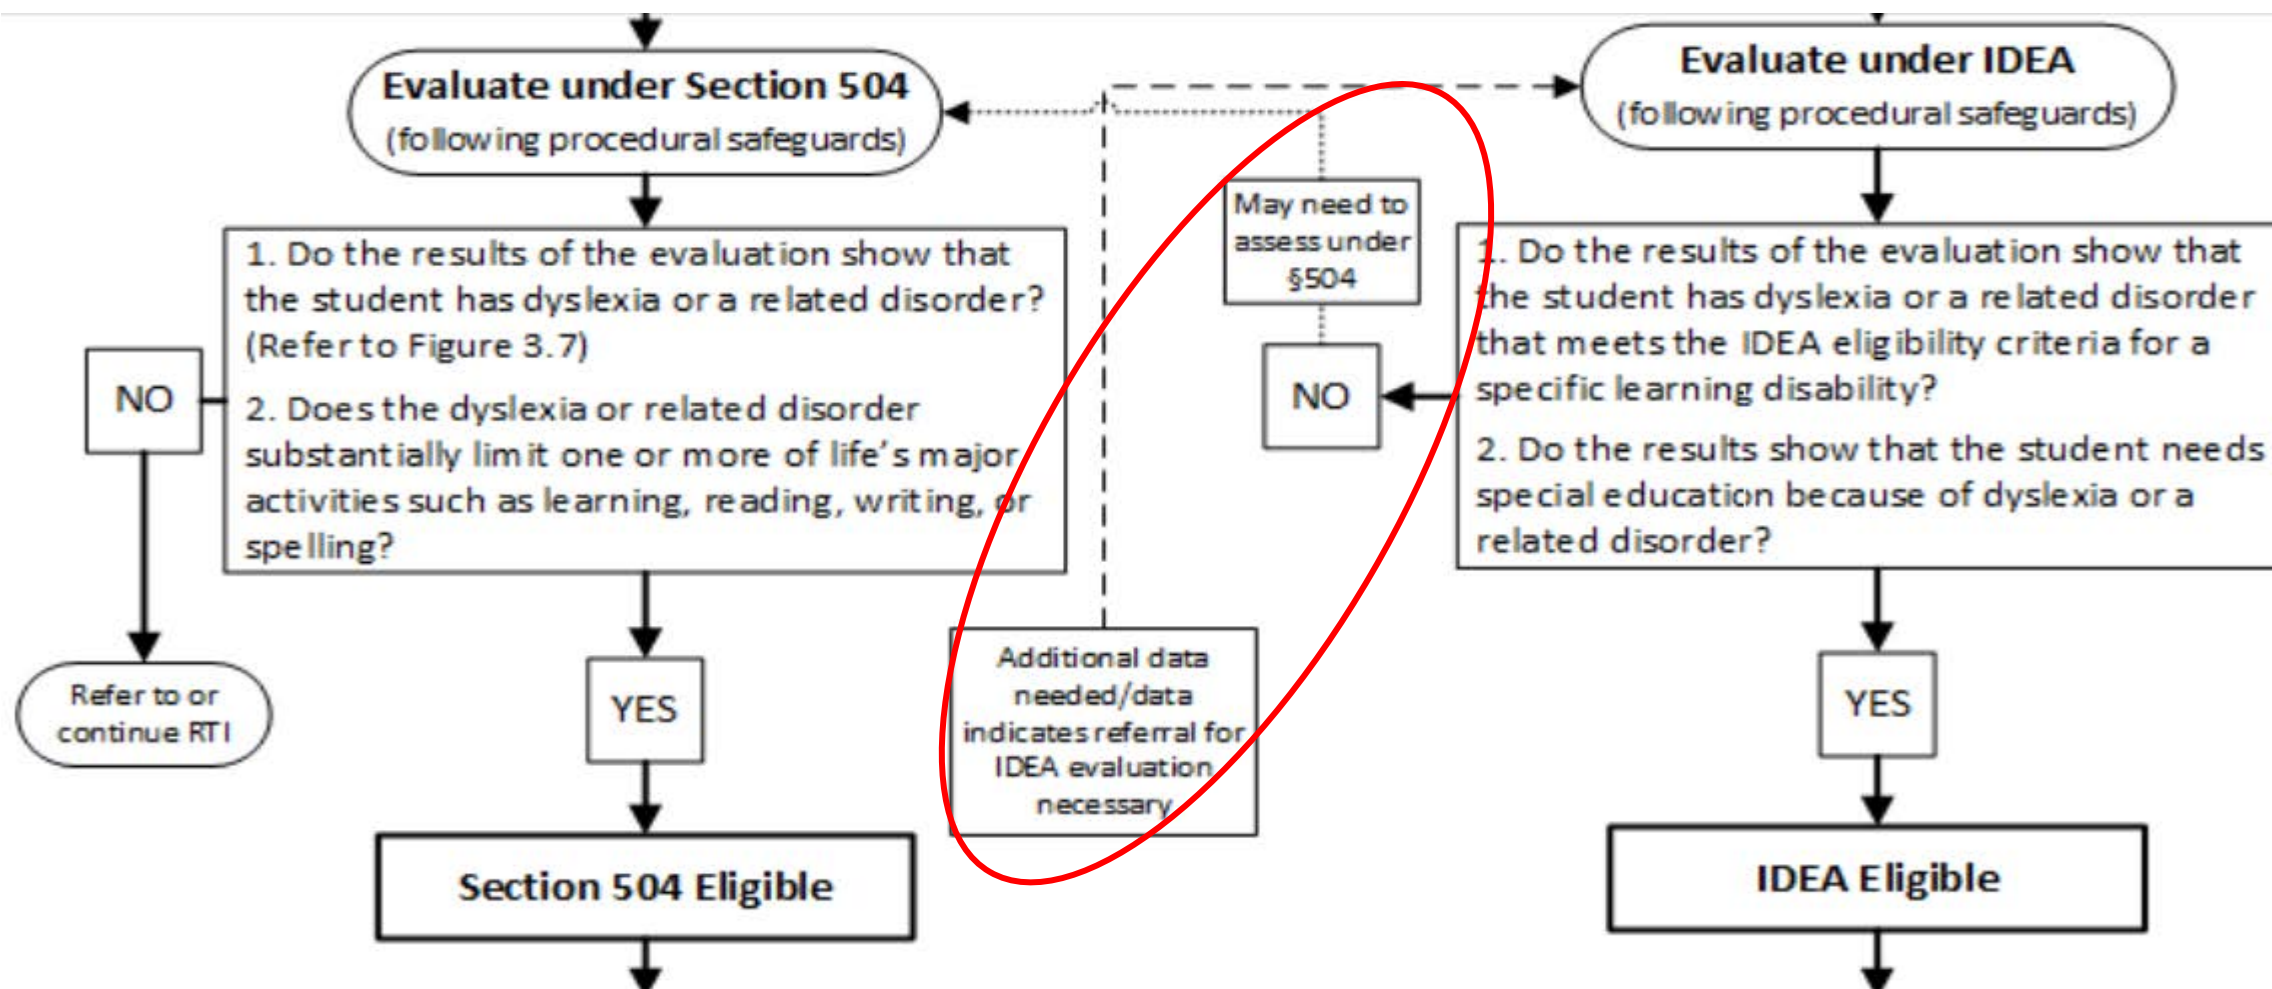 Evaluate under Section 504
(following procedural safeguards)
1. Do the results of the evaluation show that
the student has dyslexia or a related disorder?
(Refer to Figure 3.7)
2. Does the dyslexia or related disorder
substantially limit one or more of life's major
activities such as learning, reading, writing, or
spelling?
NO
Refer to or
continue RTI
YES
Section 504 Eligible
Additional data
needed/data
indicates referral for
IDEA evaluation
necessary
May need to
assess under
§504
NO
Evaluate under IDEA
(following procedural safeguards)
1. Do the results of the evaluation show that
the student has dyslexia or a related disorder
that meets the IDEA eligibility criteria for a
specific learning disability?
2. Do the results show that the student needs
special education because of dyslexia or a
related disorder?
YES
IDEA Eligible